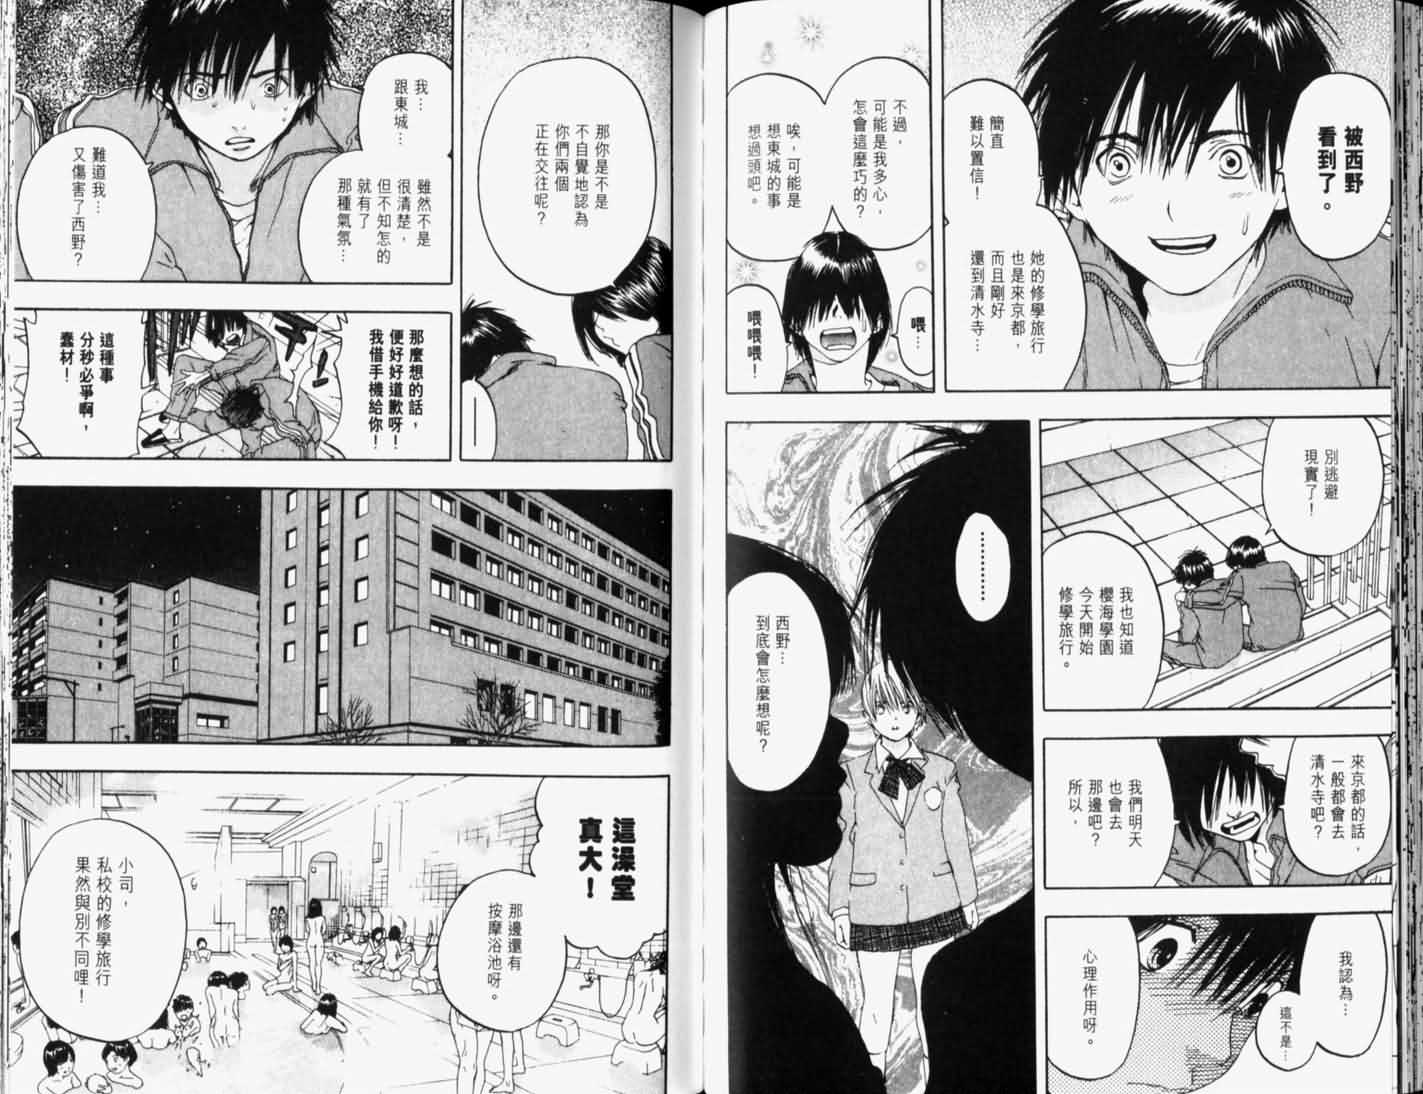 被西野
看到了。
簡直
難以置信！
她的修學旅行
也是來京都，
而且剛好
還到清水寺…
不過，
可能是我多心，
怎會這麼巧的？
唉，可能是
想東城的事
想過頭吧。
喂…
喂喂喂！
別逃避
現實了！
我也知道
櫻海學園
今天開始
修學旅行。
來京都的話，
一般都會去
清水寺吧？
我們明天
也會去
那邊吧？
所以，
我認為…
這不是…
心理作用呀。
…………
西野…
到底會怎麼想呢？
那你是不是
不自覺地認為
你們兩個
正在交往呢？
我…
跟東城…
雖然不是
很清楚，
但不知怎的
就有了
那種氣氛…
難道我…
又傷害了西野？
那麼想的話，
便好好道歉呀！
我借手機給你！
這種事
分秒必爭啊，
蠢材！
這澡堂
真大！
那邊還有
按摩浴池呀。
小司，
私校的修學旅行
果然與別不同哩！